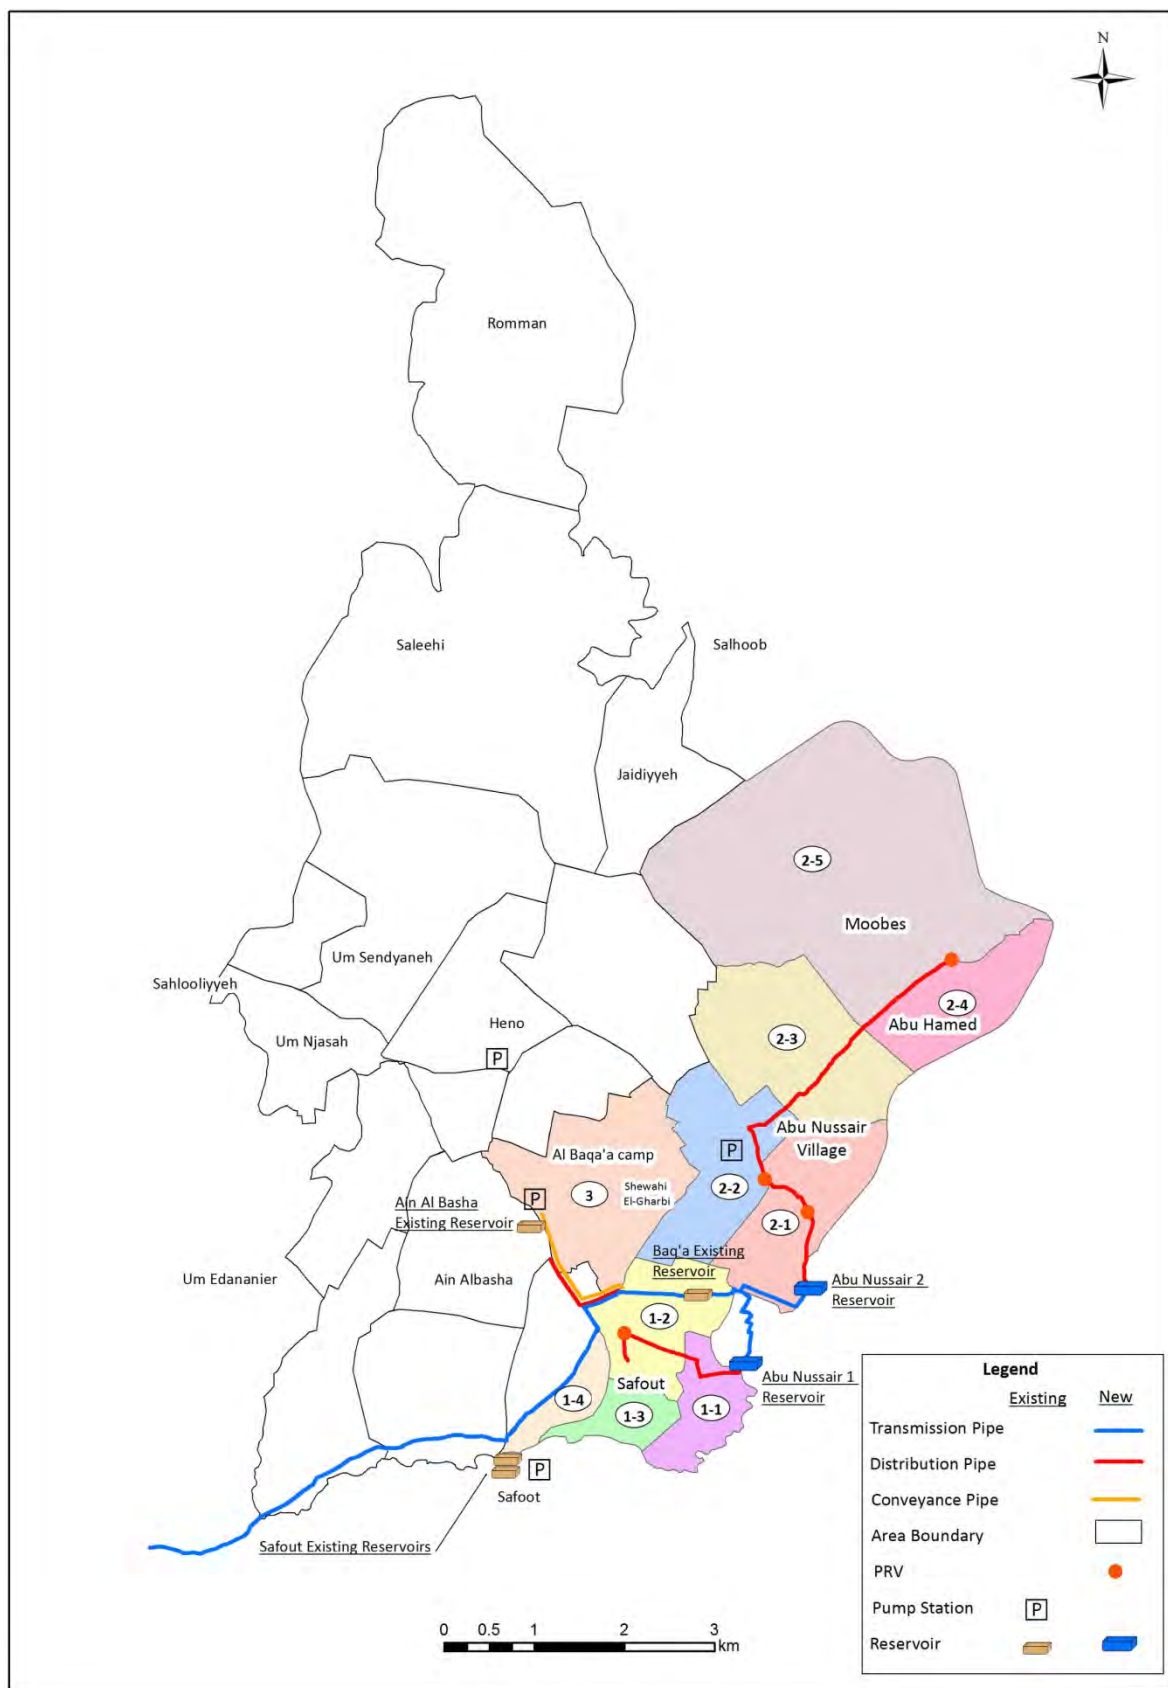 N
Romman
Saleehi
Salhoob
Jaidiyyeh
2-5
Moobes
Um Sendyaneh
Sahlooliyyeh
2-4
Abu Hamed
Heno
Um Njasah
2-3
P
Abu Nussair
Village
Al Baqa'a camp
P
3
Shewahi
El-Gharbi
2-2
Ain Al Basha
Existing Reservoir
P
2-1
Baq'a Existing
Reservoir
Um Edananier
Ain Albasha
Abu Nussair 2
Reservoir
1-2
Safout
Abu Nussair 1
Reservoir
1-4
1-3
1-1
P
Safoot
Safout Existing Reservoirs
Legend
Existing New
Transmission Pipe
Distribution Pipe
Conveyance Pipe
Area Boundary
PRV
Pump Station P
Reservoir
0 0.5 1 2 3
km